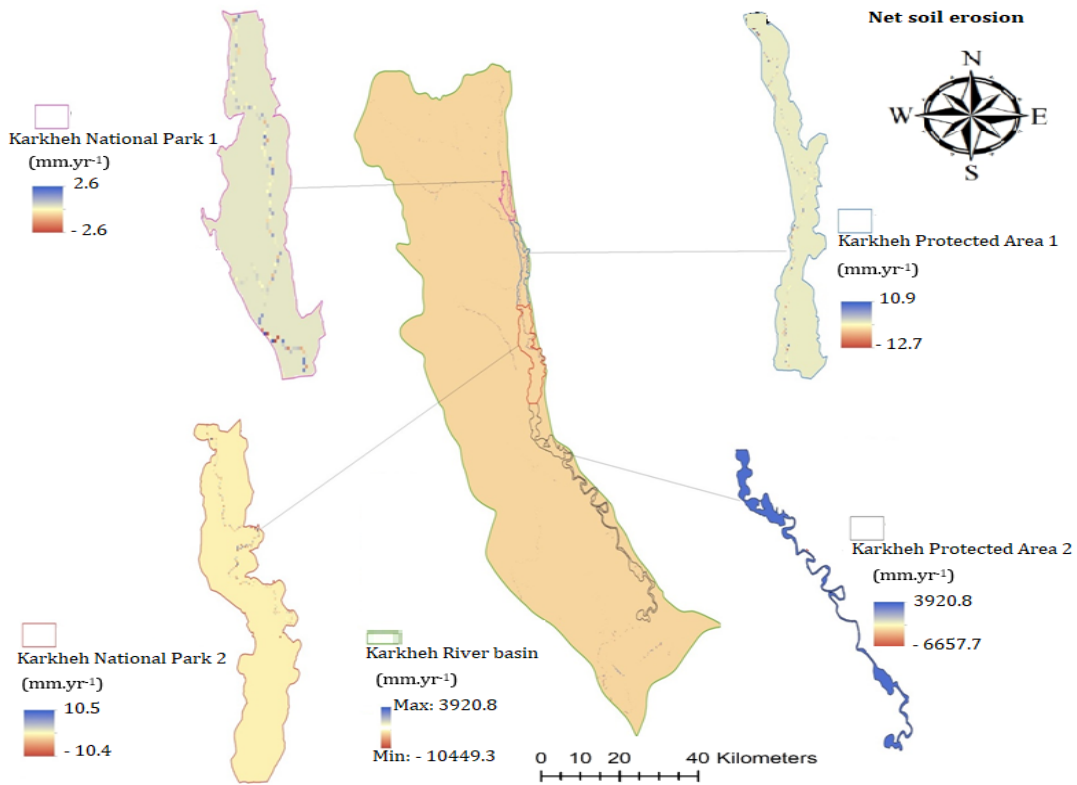 Net soil erosion
N
W
E
S
Karkheh National Park 1
(mm.yr⁻¹)
2.6
- 2.6
Karkheh Protected Area 1
(mm.yr⁻¹)
10.9
- 12.7
Karkheh National Park 2
(mm.yr⁻¹)
10.5
- 10.4
Karkheh River basin
(mm.yr⁻¹)
Max: 3920.8
Min: - 10449.3
Karkheh Protected Area 2
(mm.yr⁻¹)
3920.8
- 6657.7
0 10 20 40 Kilometers